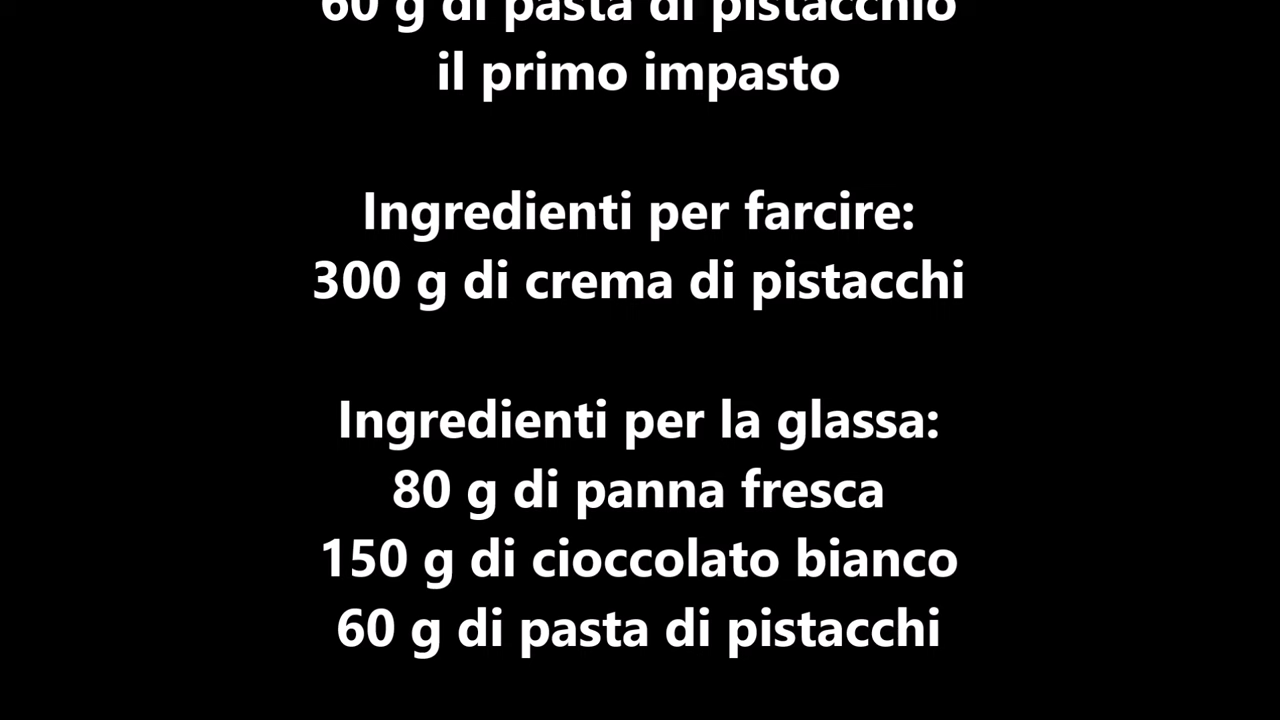 60 g di pasta di pistacchio
il primo impasto
Ingredienti per farcire:
300 g di crema di pistacchi
Ingredienti per la glassa:
80 g di panna fresca
150 g di cioccolato bianco
60 g di pasta di pistacchi